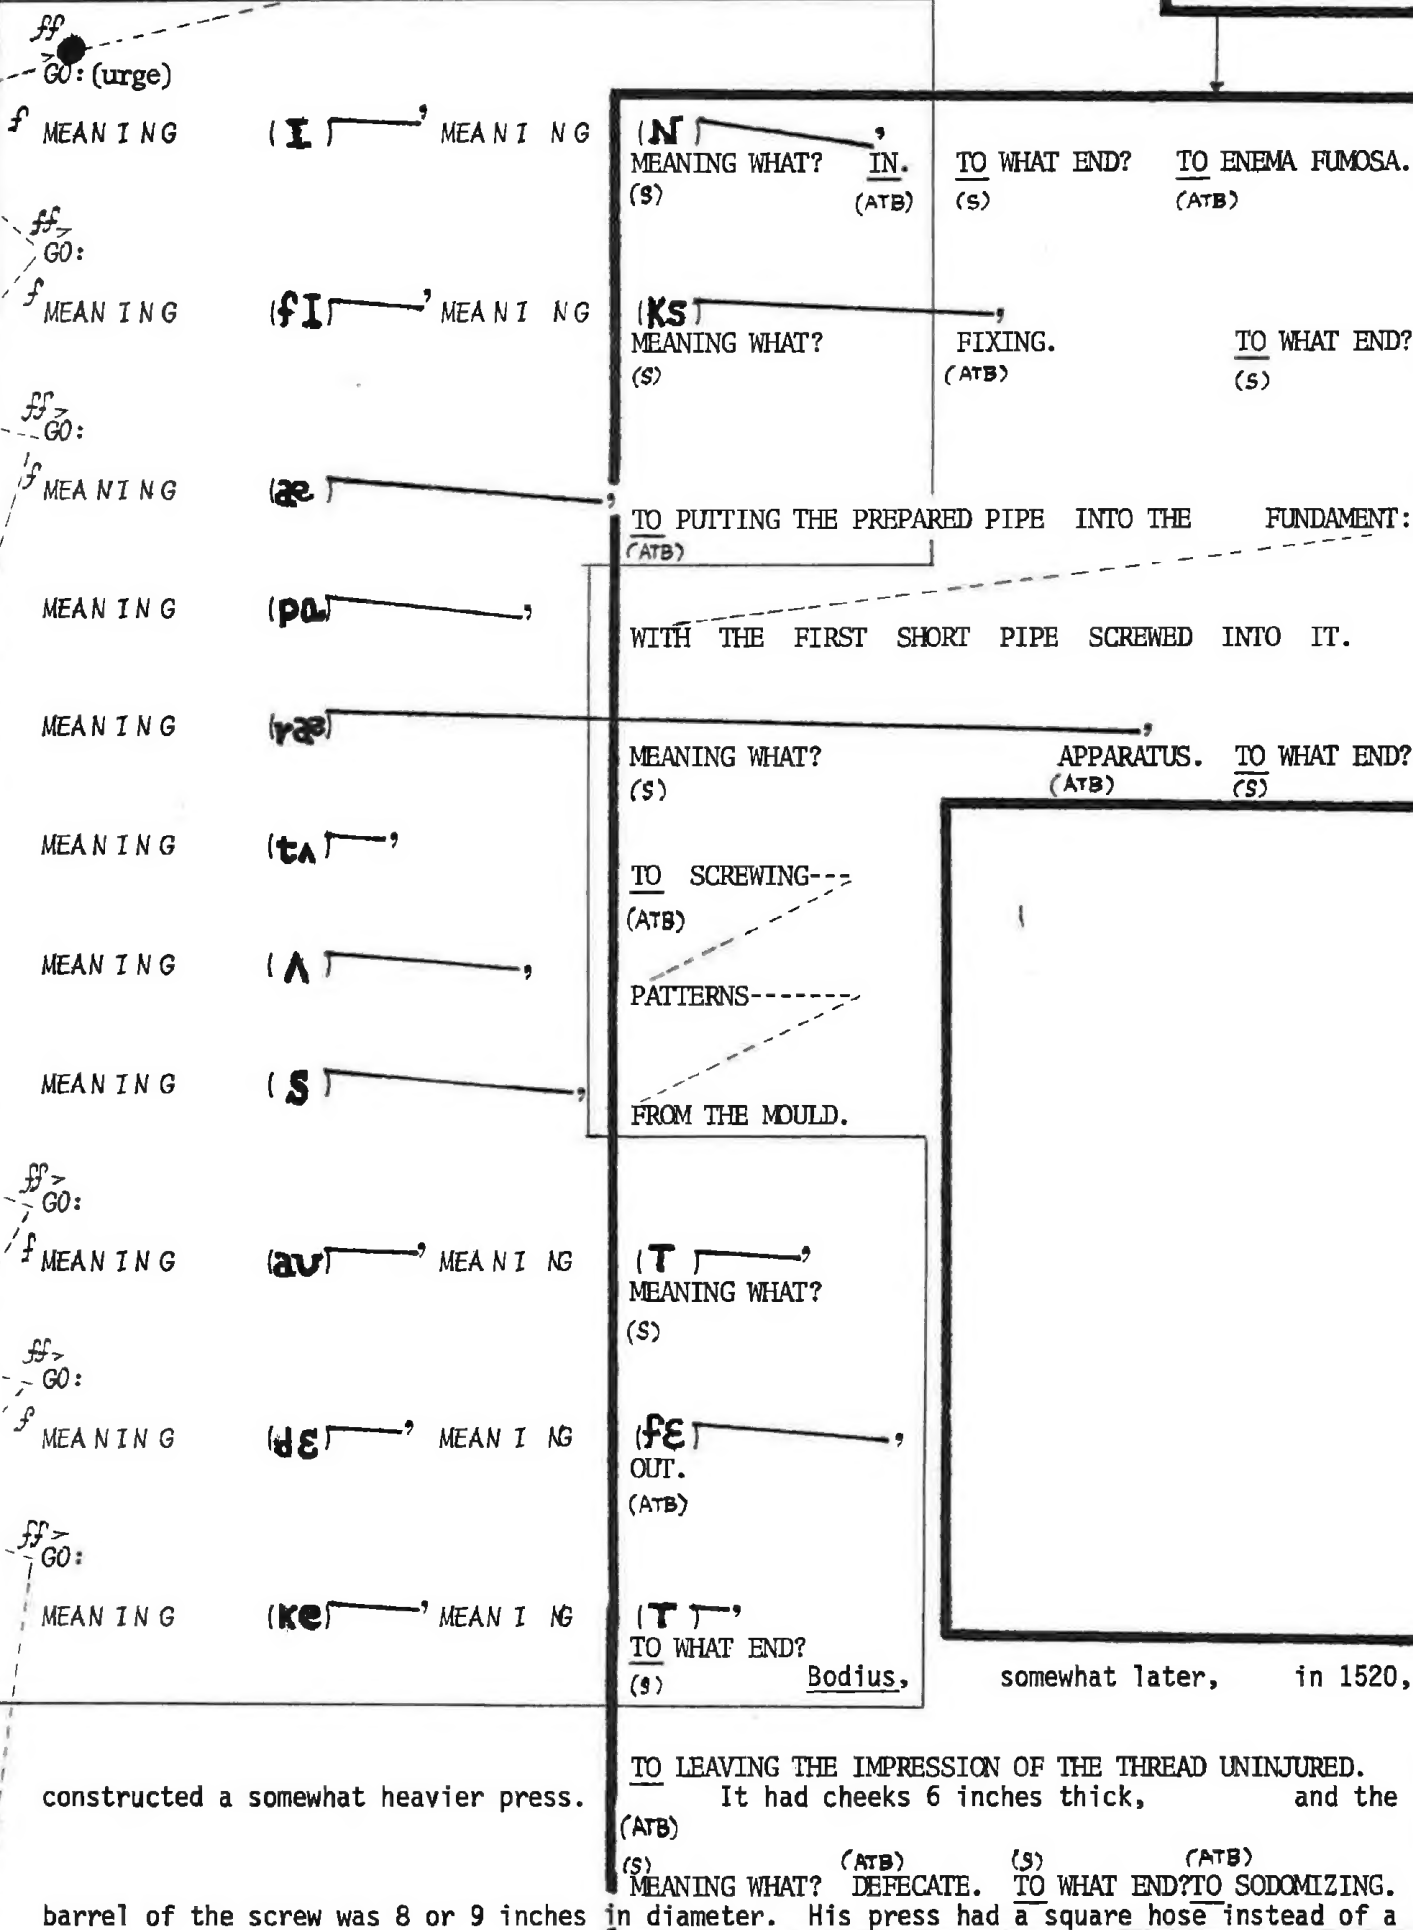 ff
>
GO: (urge)
f MEANING (I ) , MEANING (N ) ,
MEANING WHAT? IN. TO WHAT END? TO ENEMA FUMOSA.
(S) (ATB) (S) (ATB)
ff>
GO:
f MEANING (fI) , MEANING (Ks) ,
MEANING WHAT? FIXING. TO WHAT END?
(S) (ATB) (S)
ff>
GO:
f MEANING (æ ) ,
TO PUTTING THE PREPARED PIPE INTO THE FUNDAMENT:
(ATB)
MEANING (pa) ,
WITH THE FIRST SHORT PIPE SCREWED INTO IT.
MEANING (ræ) ,
MEANING WHAT? APPARATUS. TO WHAT END?
(S) (ATB) (S)
MEANING (tʌ) ,
TO SCREWING---
(ATB)
MEANING (ʌ ) ,
PATTERNS-------
MEANING (S ) ,
FROM THE MOULD.
ff>
GO:
f MEANING (aʊ) , MEANING (T ) ,
MEANING WHAT?
(S)
ff>
GO:
f MEANING (dɛ) , MEANING (fɛ) ,
OUT.
(ATB)
ff>
GO:
MEANING (Ke) , MEANING (T ) ,
TO WHAT END?
(S) Bodius, somewhat later, in 1520,
TO LEAVING THE IMPRESSION OF THE THREAD UNINJURED.
constructed a somewhat heavier press. It had cheeks 6 inches thick, and the
(ATB)
(S) (ATB) (S) (ATB)
MEANING WHAT? DEFECATE. TO WHAT END? TO SODOMIZING.
barrel of the screw was 8 or 9 inches in diameter. His press had a square hose instead of a